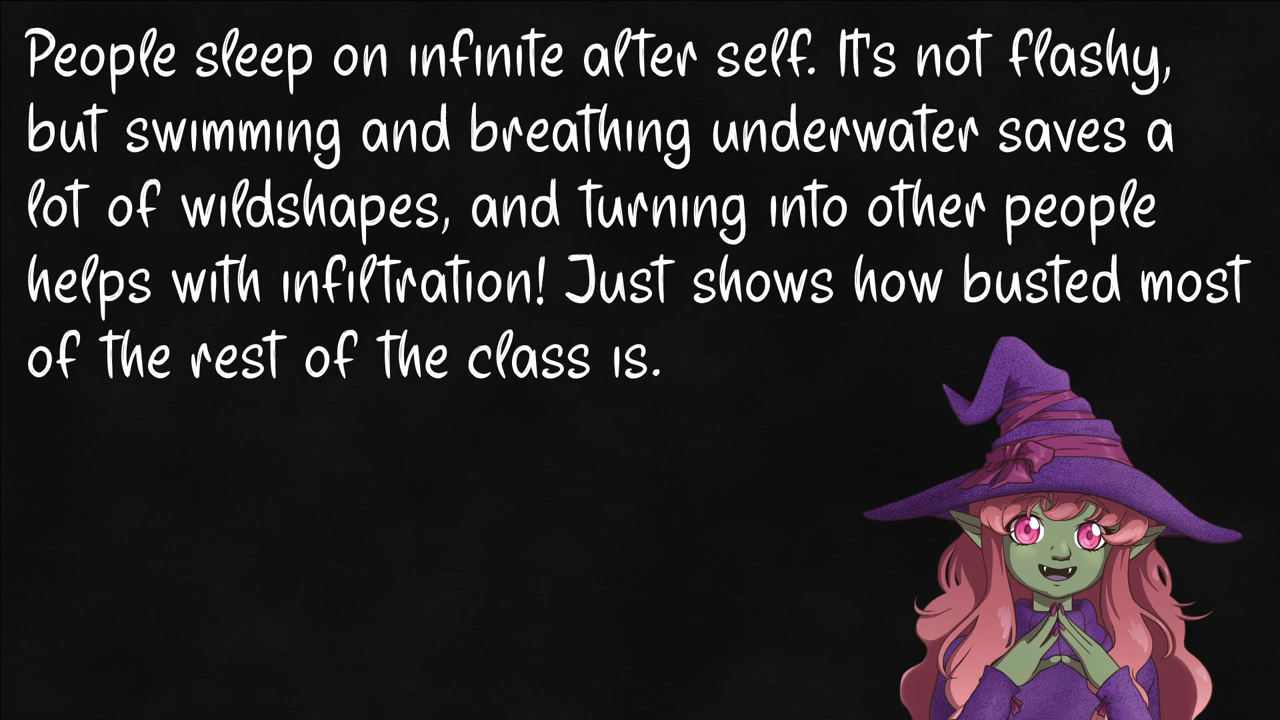 People sleep on infinite alter self. It's not flashy,
but swimming and breathing underwater saves a
lot of wildshapes, and turning into other people
helps with infiltration! Just shows how busted most
of the rest of the class is.